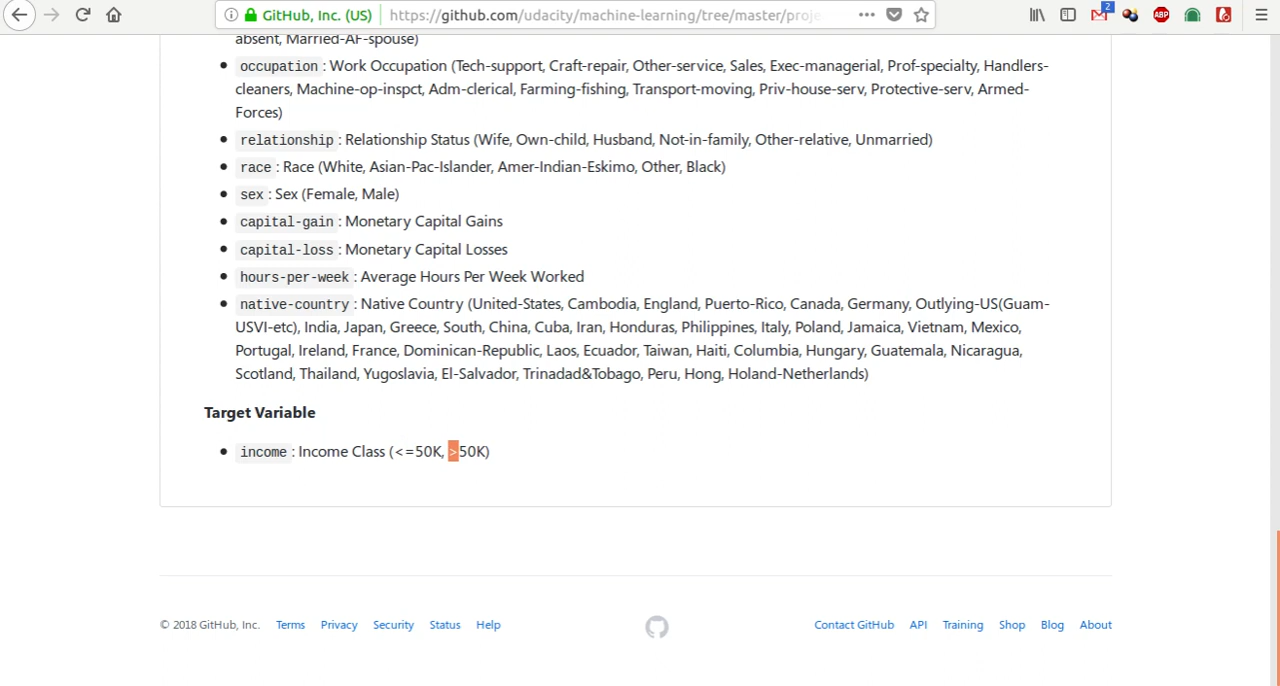 GitHub, Inc. (US) https://github.com/udacity/machine-learning/tree/master/proje
2
ABP
absent, Married-AF-spouse)
occupation : Work Occupation (Tech-support, Craft-repair, Other-service, Sales, Exec-managerial, Prof-specialty, Handlers-
cleaners, Machine-op-inspct, Adm-clerical, Farming-fishing, Transport-moving, Priv-house-serv, Protective-serv, Armed-
Forces)
relationship : Relationship Status (Wife, Own-child, Husband, Not-in-family, Other-relative, Unmarried)
race : Race (White, Asian-Pac-Islander, Amer-Indian-Eskimo, Other, Black)
sex : Sex (Female, Male)
capital-gain : Monetary Capital Gains
capital-loss : Monetary Capital Losses
hours-per-week : Average Hours Per Week Worked
native-country : Native Country (United-States, Cambodia, England, Puerto-Rico, Canada, Germany, Outlying-US(Guam-
USVI-etc), India, Japan, Greece, South, China, Cuba, Iran, Honduras, Philippines, Italy, Poland, Jamaica, Vietnam, Mexico,
Portugal, Ireland, France, Dominican-Republic, Laos, Ecuador, Taiwan, Haiti, Columbia, Hungary, Guatemala, Nicaragua,
Scotland, Thailand, Yugoslavia, El-Salvador, Trinadad&Tobago, Peru, Hong, Holand-Netherlands)
Target Variable
income : Income Class (<=50K, >50K)
© 2018 GitHub, Inc. Terms Privacy Security Status Help Contact GitHub API Training Shop Blog About